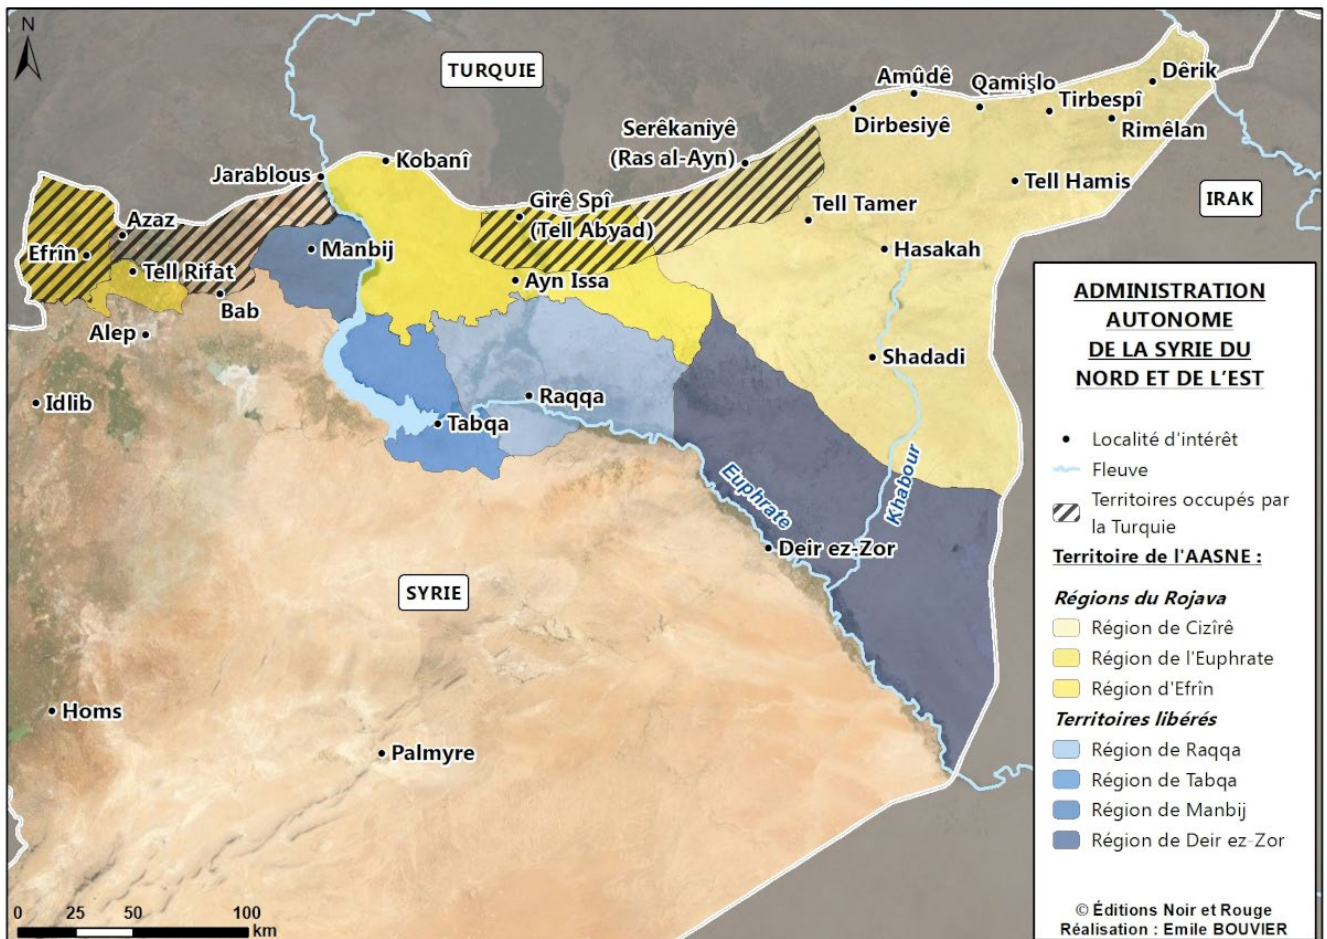 N
TURQUIE
Amûdê
Qamişlo
Dêrik
Tirbespî
Dirbesiyê
Rimêlan
Serêkaniyê
(Ras al-Ayn)
Kobanî
Jarablous
Tell Hamis
IRAK
Girê Spî
(Tell Abyad)
Tell Tamer
Azaz
Efrîn
Manbij
Hasakah
Tell Rifat
Ayn Issa
Bab
Alep
Shadadi
Idlib
Raqqa
Tabqa
Euphrate
Khabour
Deir ez-Zor
SYRIE
Homs
Palmyre
0 25 50 100
km
ADMINISTRATION
AUTONOME
DE LA SYRIE DU
NORD ET DE L'EST
Localité d'intérêt
Fleuve
Territoires occupés par
la Turquie
Territoire de l'AASNE :
Régions du Rojava
Région de Cizîrê
Région de l'Euphrate
Région d'Efrîn
Territoires libérés
Région de Raqqa
Région de Tabqa
Région de Manbij
Région de Deir ez-Zor
© Éditions Noir et Rouge
Réalisation : Emile BOUVIER